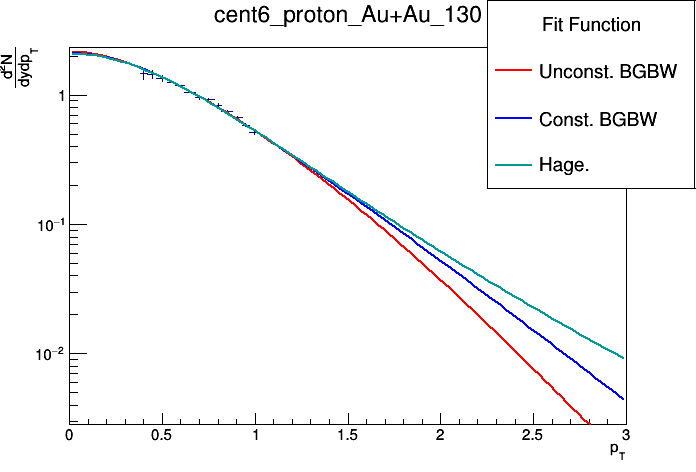 cent6_proton_Au+Au_130
Fit Function
Unconst. BGBW
Const. BGBW
Hage.
d²N
dydp_T
1
10⁻¹
10⁻²
0 0.5 1 1.5 2 2.5 3
p_T